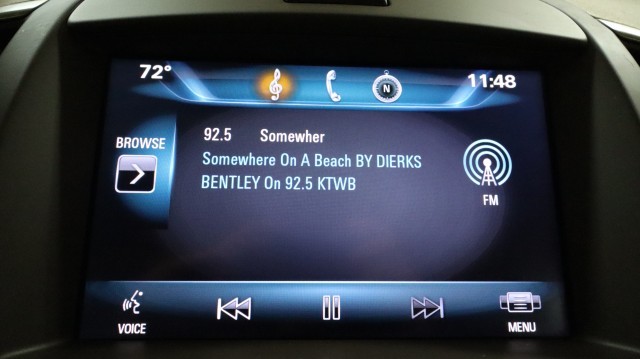 72° 11:48
N
BROWSE
92.5 Somewher
Somewhere On A Beach BY DIERKS
BENTLEY On 92.5 KTWB
FM
VOICE MENU